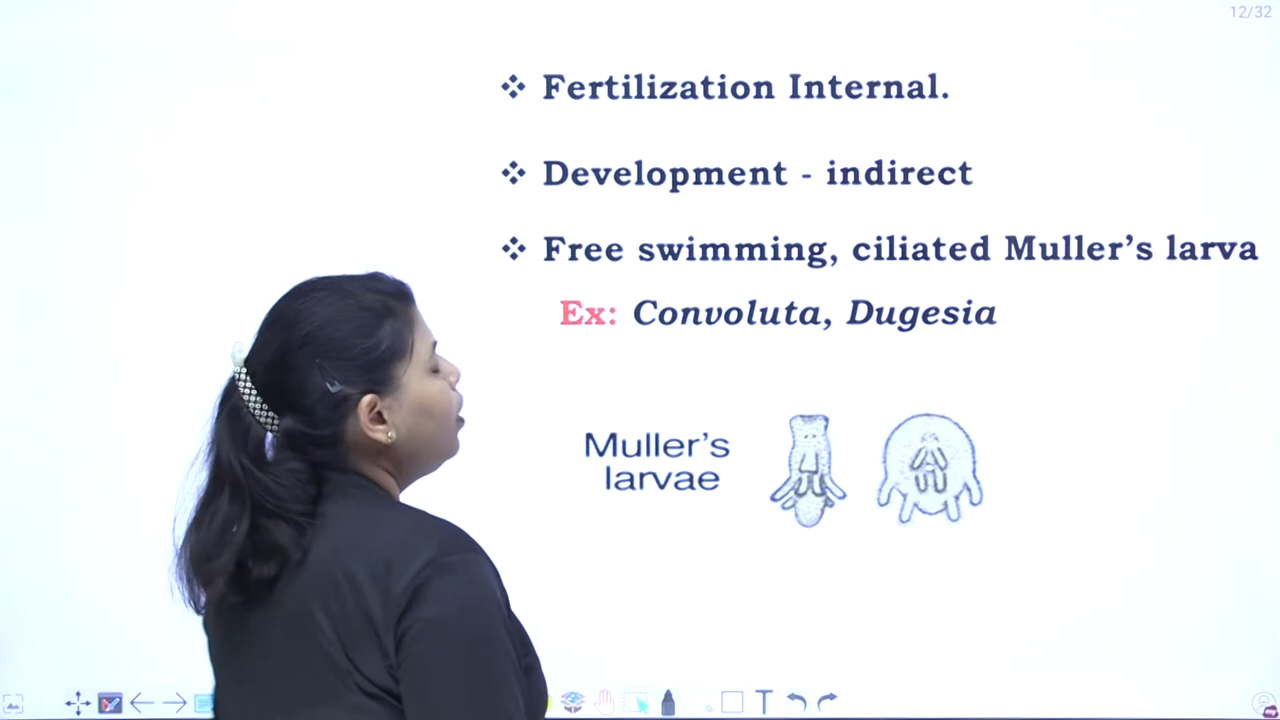 12/32
❖ Fertilization Internal.
❖ Development - indirect
❖ Free swimming, ciliated Muller's larva
Ex: Convoluta, Dugesia
Muller's
larvae